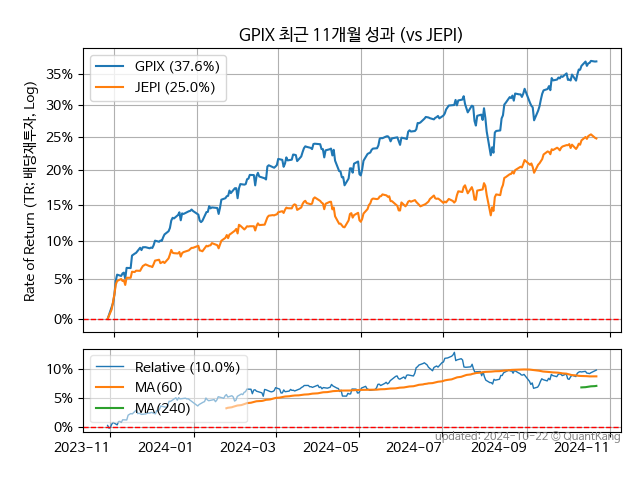 GPIX 최근 11개월 성과 (vs JEPI)
Rate of Return (TR: 배당재투자, Log)
GPIX (37.6%)
JEPI (25.0%)
35%
30%
25%
20%
15%
10%
5%
0%
Relative (10.0%)
MA(60)
MA(240)
10%
5%
0%
2023-11
2024-01
2024-03
2024-05
2024-07
2024-09
2024-11
updated: 2024-10-22 © QuantKang